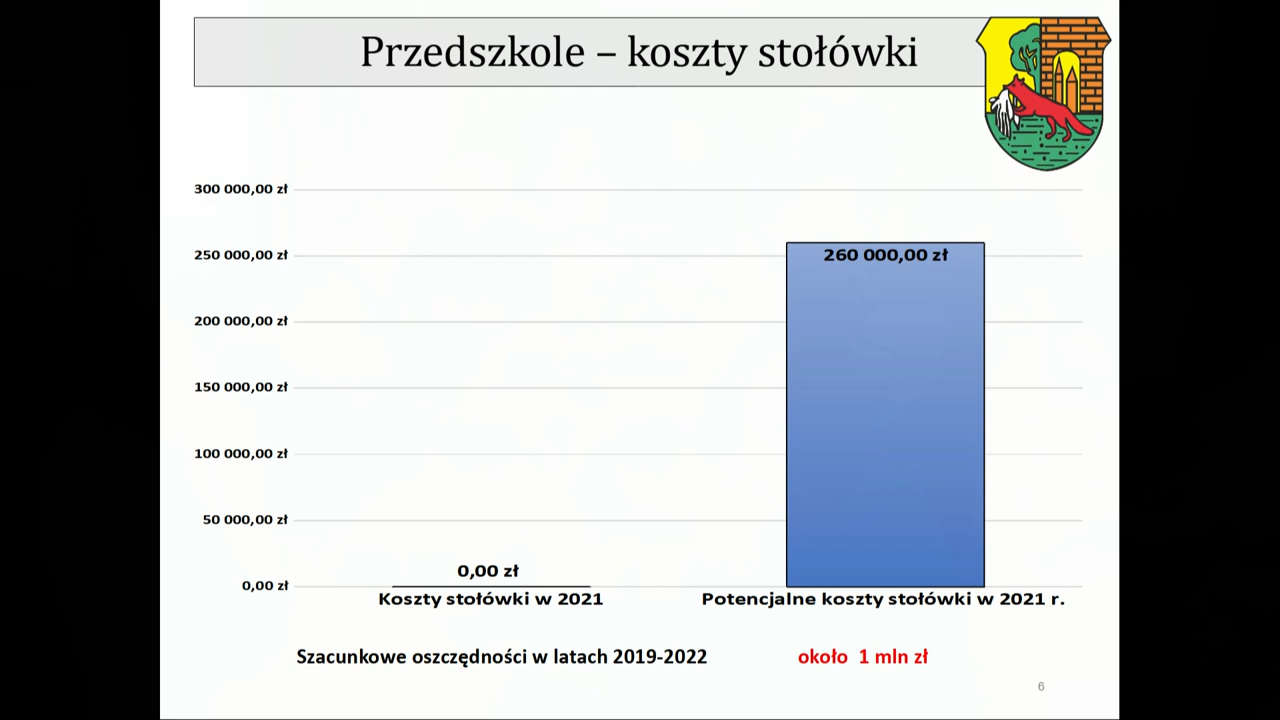 Przedszkole – koszty stołówki
300 000,00 zł
250 000,00 zł
260 000,00 zł
200 000,00 zł
150 000,00 zł
100 000,00 zł
50 000,00 zł
0,00 zł
0,00 zł
Koszty stołówki w 2021
Potencjalne koszty stołówki w 2021 r.
Szacunkowe oszczędności w latach 2019-2022 około 1 mln zł
6